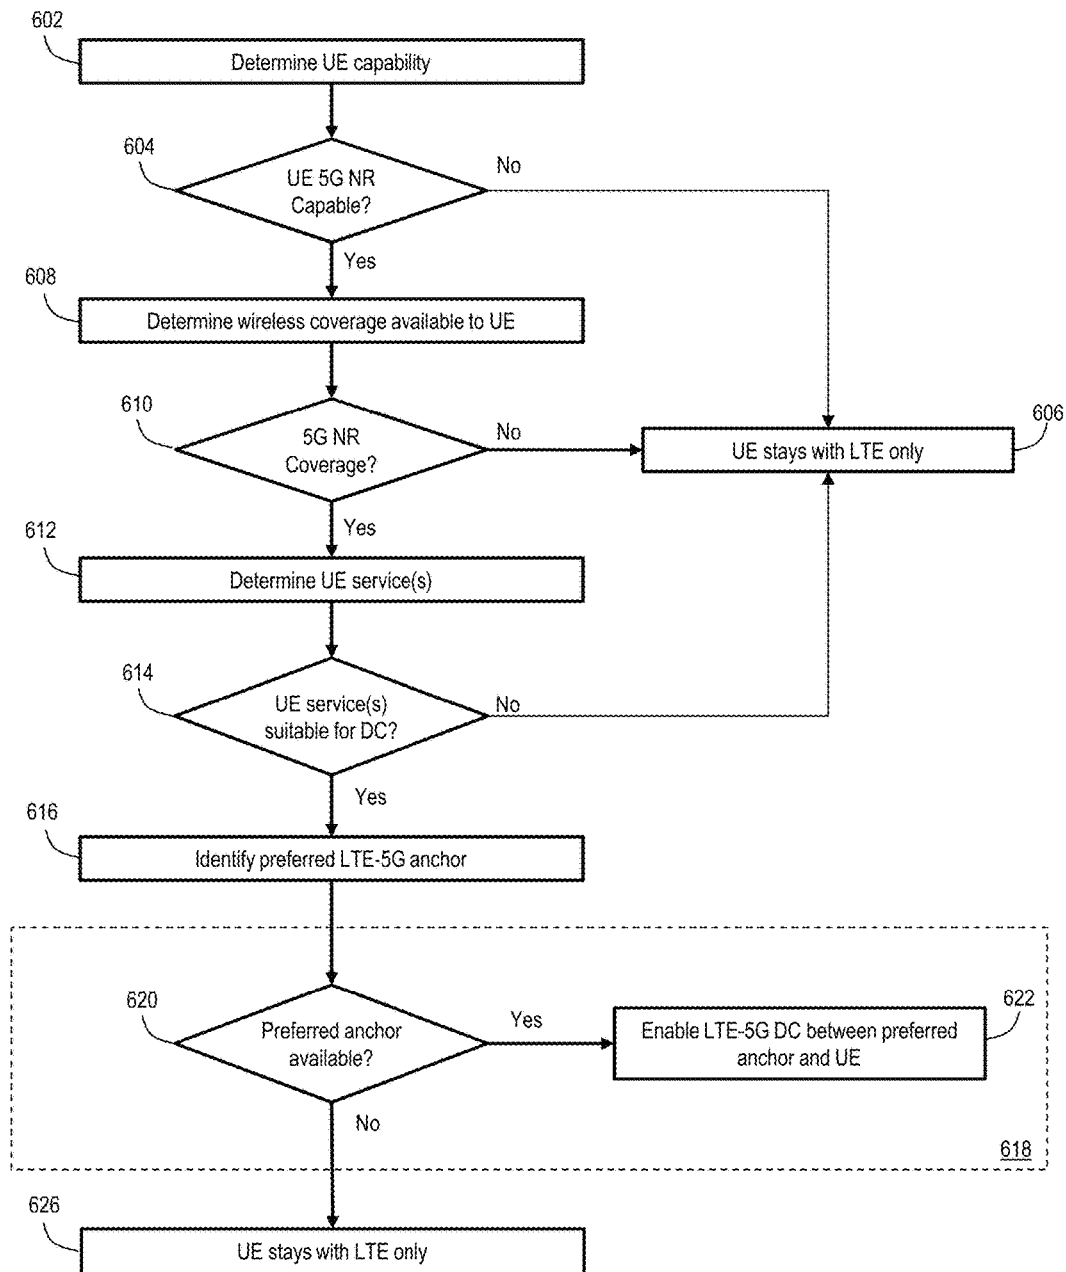 602
Determine UE capability
604
UE 5G NR
Capable?
No
Yes
608
Determine wireless coverage available to UE
610
5G NR
Coverage?
No
606
UE stays with LTE only
Yes
612
Determine UE service(s)
614
UE service(s)
suitable for DC?
No
Yes
616
Identify preferred LTE-5G anchor
620
Preferred anchor
available?
Yes
622
Enable LTE-5G DC between preferred
anchor and UE
No
618
626
UE stays with LTE only